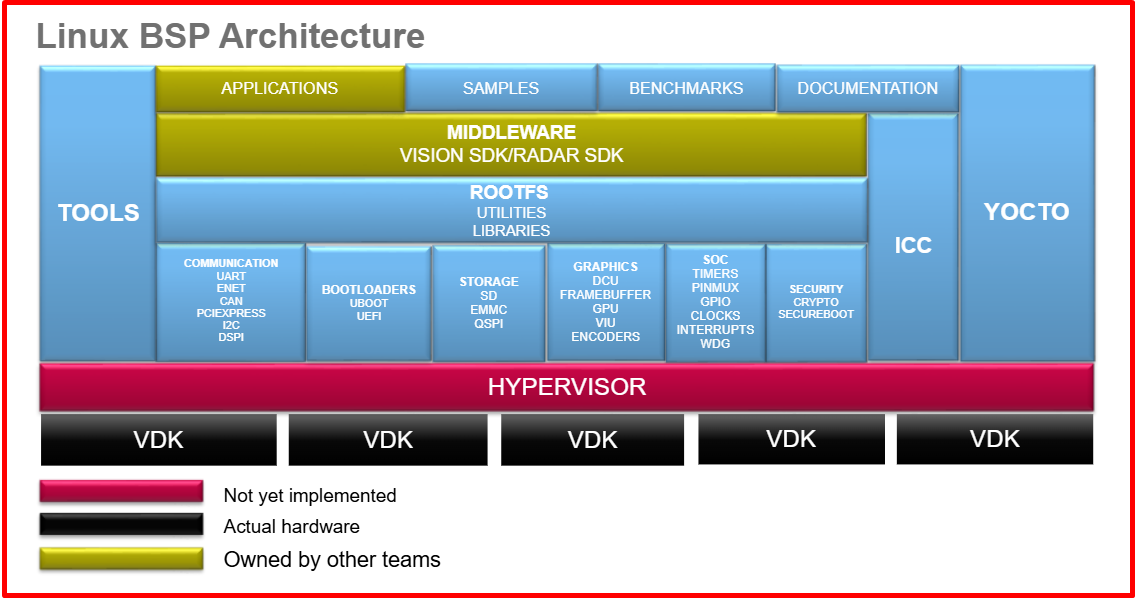 Linux BSP Architecture
TOOLS
APPLICATIONS
SAMPLES
BENCHMARKS
DOCUMENTATION
MIDDLEWARE
VISION SDK/RADAR SDK
ROOTFS
UTILITIES
LIBRARIES
COMMUNICATION
UART
ENET
CAN
PCIEXPRESS
I2C
DSPI
BOOTLOADERS
UBOOT
UEFI
STORAGE
SD
EMMC
QSPI
GRAPHICS
DCU
FRAMEBUFFER
GPU
VIU
ENCODERS
SOC
TIMERS
PINMUX
GPIO
CLOCKS
INTERRUPTS
WDG
SECURITY
CRYPTO
SECUREBOOT
ICC
YOCTO
HYPERVISOR
VDK
VDK
VDK
VDK
VDK
Not yet implemented
Actual hardware
Owned by other teams